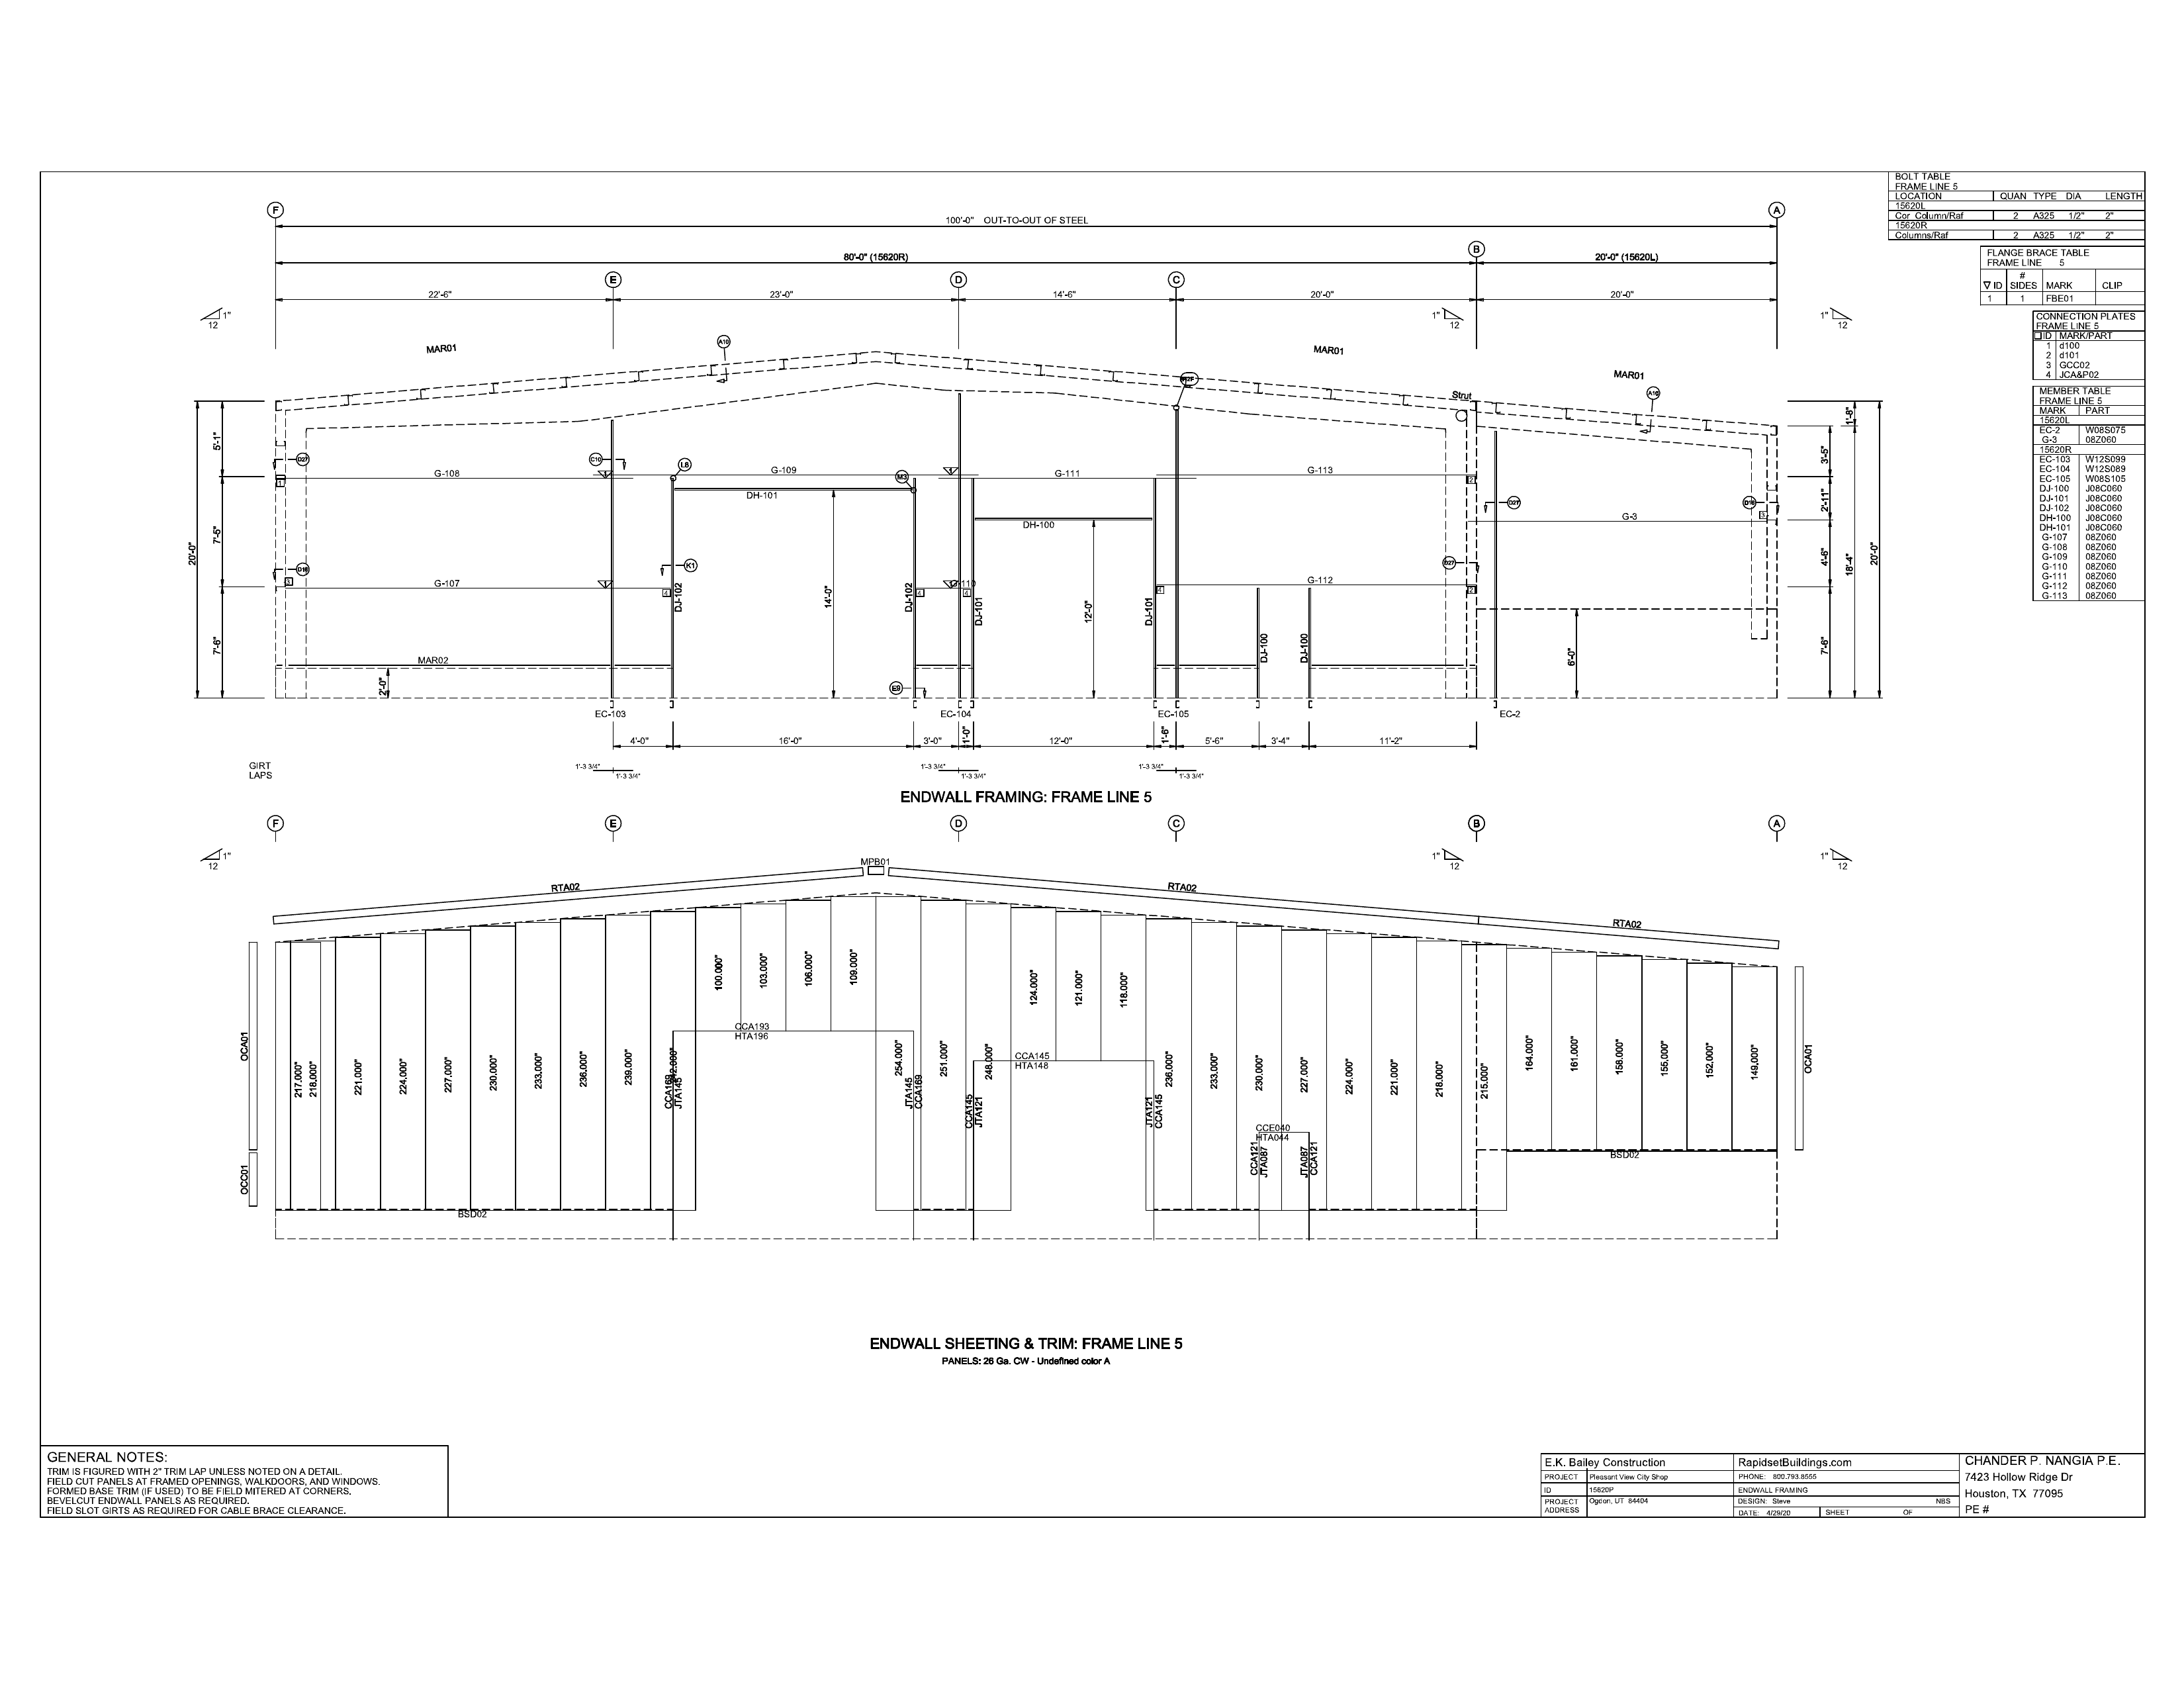 BOLT TABLE
FRAME LINE 5
LOCATION QUAN TYPE DIA LENGTH
15620L
Cor_Column/Raf 2 A325 1/2" 2"
15620R
Columns/Raf 2 A325 1/2" 2"
FLANGE BRACE TABLE
FRAME LINE 5
#
▽ ID SIDES MARK CLIP
1 1 FBE01
CONNECTION PLATES
FRAME LINE 5
□ ID MARK/PART
1 d100
2 d101
3 GCC02
4 JCA&P02
MEMBER TABLE
FRAME LINE 5
MARK PART
15620L
EC-2 W08S075
G-3 08Z060
15620R
EC-103 W12S099
EC-104 W12S089
EC-105 W08S105
DJ-100 J08C060
DJ-101 J08C060
DJ-102 J08C060
DH-100 J08C060
DH-101 J08C060
G-107 08Z060
G-108 08Z060
G-109 08Z060
G-110 08Z060
G-111 08Z060
G-112 08Z060
G-113 08Z060
F A
100'-0" OUT-TO-OUT OF STEEL
B
80'-0" (15620R) 20'-0" (15620L)
E D C
22'-6" 23'-0" 14'-6" 20'-0" 20'-0"
1" 12 1" 12 1" 12
MAR01 A10 MAR01 MAR01
Strut A10
5'-1" 1'-8"
D27 C10 L8 M3
G-108 G-109 G-111 G-113
1 1 1 2
DH-101
3'-5"
2'-11"
D27
G-3
3
DH-100
20'-0" 7'-5" 14'-0" 12'-0" 4'-6" 18'-4" 20'-0"
K1 D27
G-107 G-112
3 4 4 4 4 2
DJ-102 DJ-102 DJ-101 DJ-101 DJ-100 DJ-100
7'-6" 2'-0" 6'-0" 7'-6"
MAR02
E9
EC-103 EC-104 EC-105 EC-2
4'-0" 16'-0" 3'-0" 1'-0" 12'-0" 1'-6" 5'-6" 3'-4" 11'-2"
GIRT
LAPS
1'-3 3/4" 1'-3 3/4" 1'-3 3/4" 1'-3 3/4" 1'-3 3/4" 1'-3 3/4"
ENDWALL FRAMING: FRAME LINE 5
F E D C B A
1" 12 1" 12 1" 12
MPB01
RTA02 RTA02 RTA02
OCA01 OCC01
217.000" 218.000" 221.000" 224.000" 227.000" 230.000" 233.000" 236.000" 239.000"
CCA169 JTA145
100.000" 103.000" 106.000" 109.000"
CCA193
HTA196
254.000" 251.000" 248.000"
JTA145 CCA169
CCA145 JTA121
124.000" 121.000" 118.000"
CCA145
HTA148
JTA121 CCA145
236.000" 233.000" 230.000" 227.000" 224.000" 221.000" 218.000" 215.000"
CCE040
HTA044
CCA121 JTA087 JTA087 CCA121
164.000" 161.000" 158.000" 155.000" 152.000" 149.000"
OCA01
BSD02
BSD02
ENDWALL SHEETING & TRIM: FRAME LINE 5
PANELS: 26 Ga. CW - Undefined color A
GENERAL NOTES:
TRIM IS FIGURED WITH 2" TRIM LAP UNLESS NOTED ON A DETAIL.
FIELD CUT PANELS AT FRAMED OPENINGS, WALKDOORS, AND WINDOWS.
FORMED BASE TRIM (IF USED) TO BE FIELD MITERED AT CORNERS.
BEVELCUT ENDWALL PANELS AS REQUIRED.
FIELD SLOT GIRTS AS REQUIRED FOR CABLE BRACE CLEARANCE.
E.K. Bailey Construction
PROJECT Pleasant View City Shop
ID 15620P
PROJECT ADDRESS Ogden, UT 84404
RapidsetBuildings.com
PHONE: 800.793.8555
ENDWALL FRAMING
DESIGN: Steve NBS
DATE: 4/29/20 SHEET OF
CHANDER P. NANGIA P.E.
7423 Hollow Ridge Dr
Houston, TX 77095
PE #